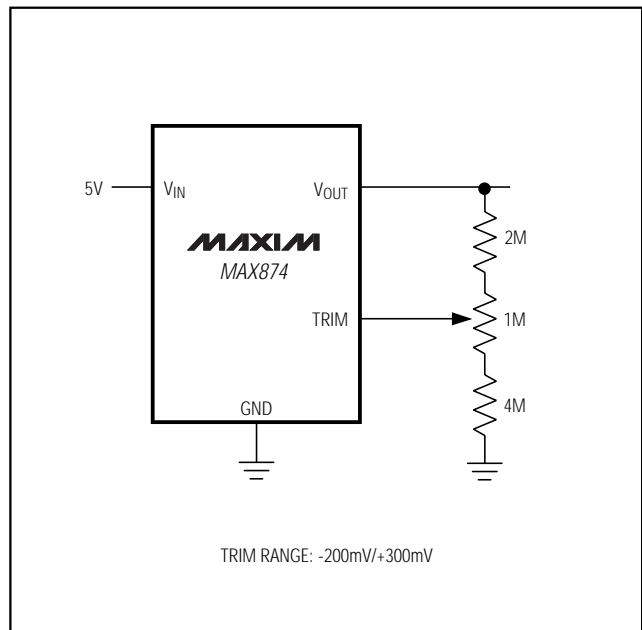 5V
VIN
VOUT
MAXIM
MAX874
2M
TRIM
1M
GND
4M
TRIM RANGE: -200mV/+300mV